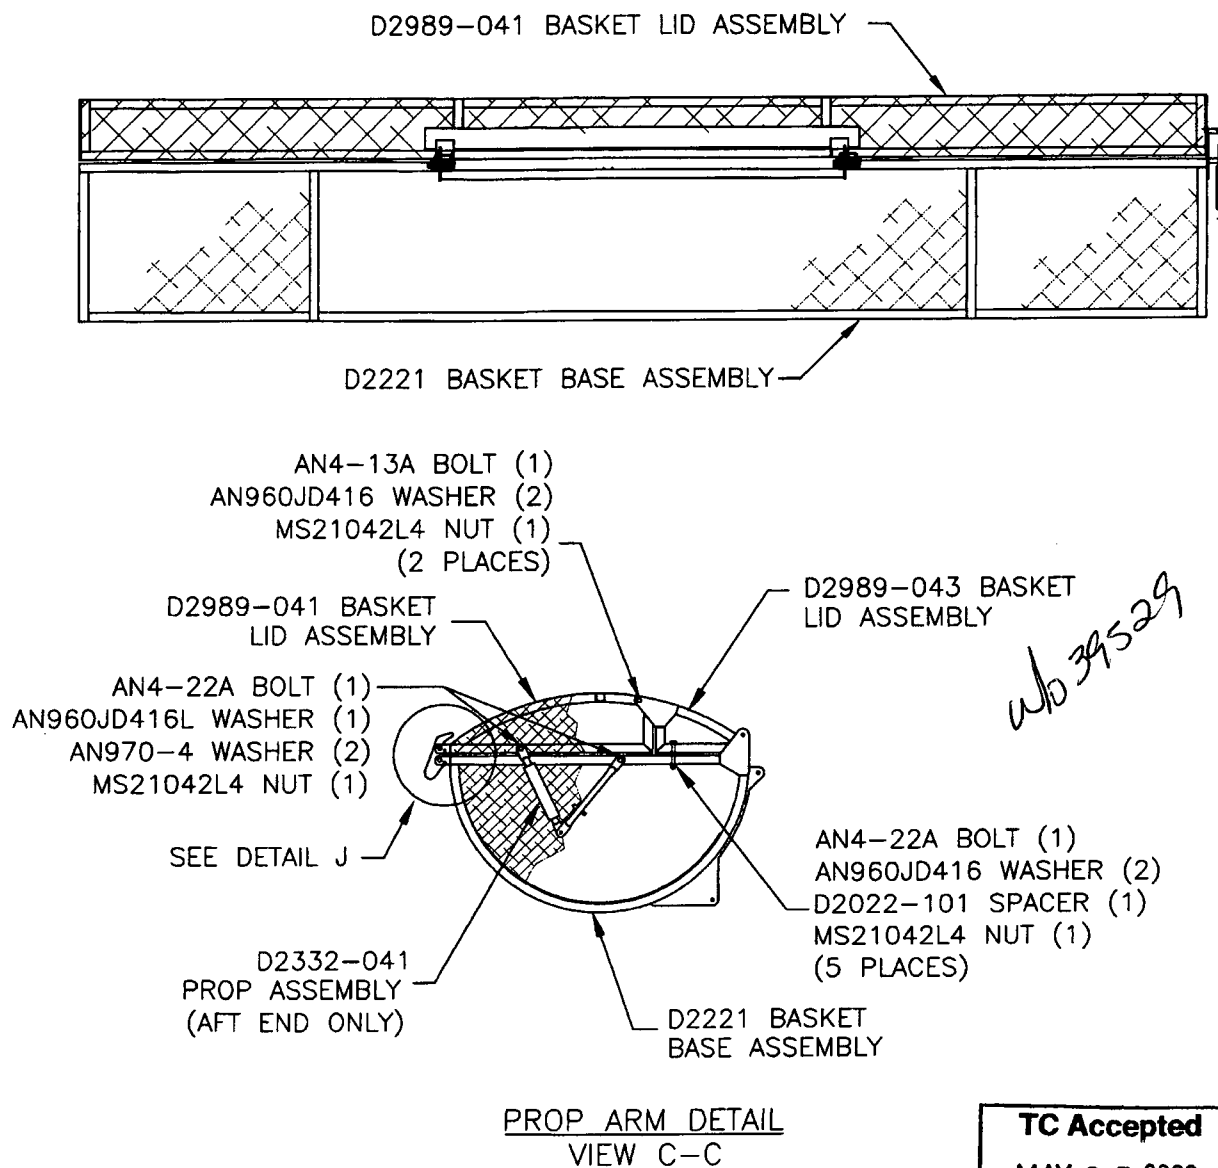 D2989-041 BASKET LID ASSEMBLY
D2221 BASKET BASE ASSEMBLY
AN4-13A BOLT (1)
AN960JD416 WASHER (2)
MS21042L4 NUT (1)
(2 PLACES)
D2989-041 BASKET
LID ASSEMBLY
D2989-043 BASKET
LID ASSEMBLY
W/O 39529
AN4-22A BOLT (1)
AN960JD416L WASHER (1)
AN970-4 WASHER (2)
MS21042L4 NUT (1)
SEE DETAIL J
AN4-22A BOLT (1)
AN960JD416 WASHER (2)
D2022-101 SPACER (1)
MS21042L4 NUT (1)
(5 PLACES)
D2332-041
PROP ASSEMBLY
(AFT END ONLY)
D2221 BASKET
BASE ASSEMBLY
PROP ARM DETAIL
VIEW C-C
TC Accepted
MAY